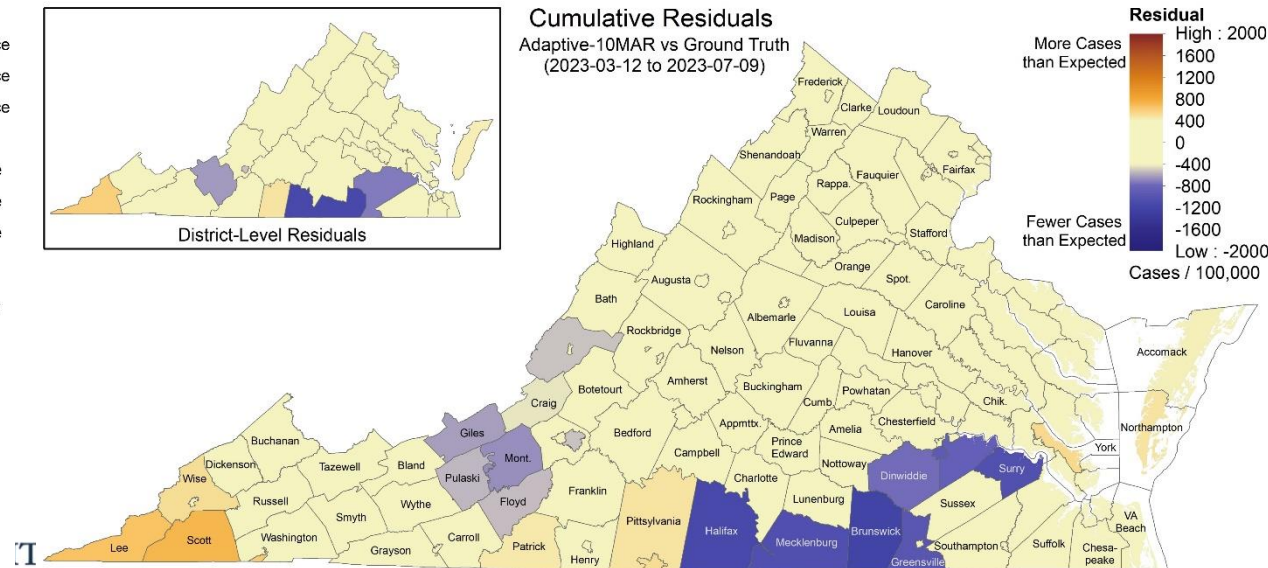 Cumulative Residuals
Adaptive-10MAR vs Ground Truth
(2023-03-12 to 2023-07-09)
District-Level Residuals
Residual
More Cases
than Expected
High : 2000
1600
1200
800
400
0
-400
-800
-1200
-1600
Low : -2000
Fewer Cases
than Expected
Cases / 100,000
Frederick
Clarke
Loudoun
Warren
Shenandoah
Fauquier
Fairfax
Rappa.
Page
Rockingham
Culpeper
Stafford
Madison
Highland
Orange
Spot.
Augusta
Bath
Caroline
Louisa
Albemarle
Rockbridge
Fluvanna
Nelson
Hanover
Accomack
Amherst
Buckingham
Powhatan
Botetourt
Craig
Cumb.
Chik.
Chesterfield
Northampton
Appmttx.
Amelia
Giles
Bedford
Buchanan
Prince
Edward
York
Mont.
Campbell
Nottoway
Dickenson
Tazewell
Bland
Surry
Dinwiddie
Wise
Pulaski
Charlotte
Franklin
Lunenburg
Floyd
Russell
Wythe
Sussex
Smyth
Pittsylvania
VA
Beach
Halifax
Brunswick
Washington
Carroll
Mecklenburg
Lee
Scott
Patrick
Southampton
Suffolk
Chesa-
peake
Grayson
Henry
Greensville